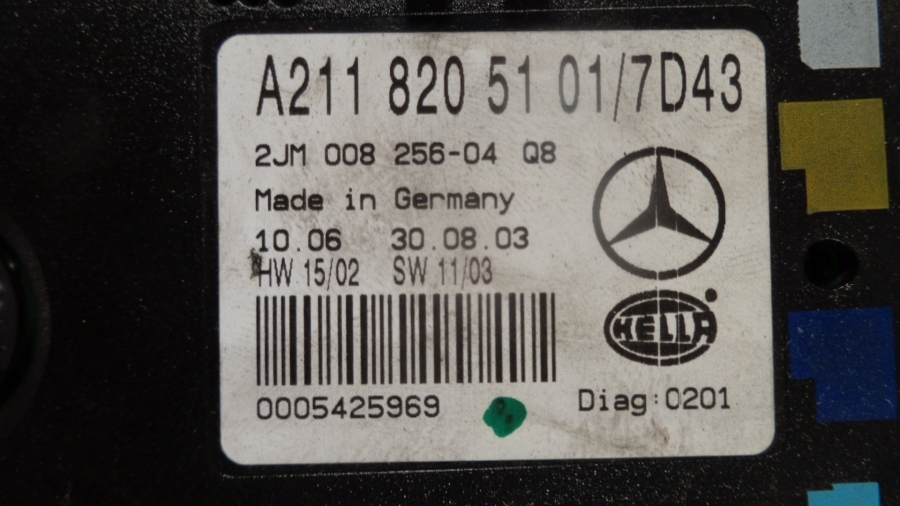 A211 820 51 01/7D43
2JM 008 256-04 Q8
Made in Germany
10.06 30.08.03
HW 15/02 SW 11/03
HELLA
0005425969
Diag:0201